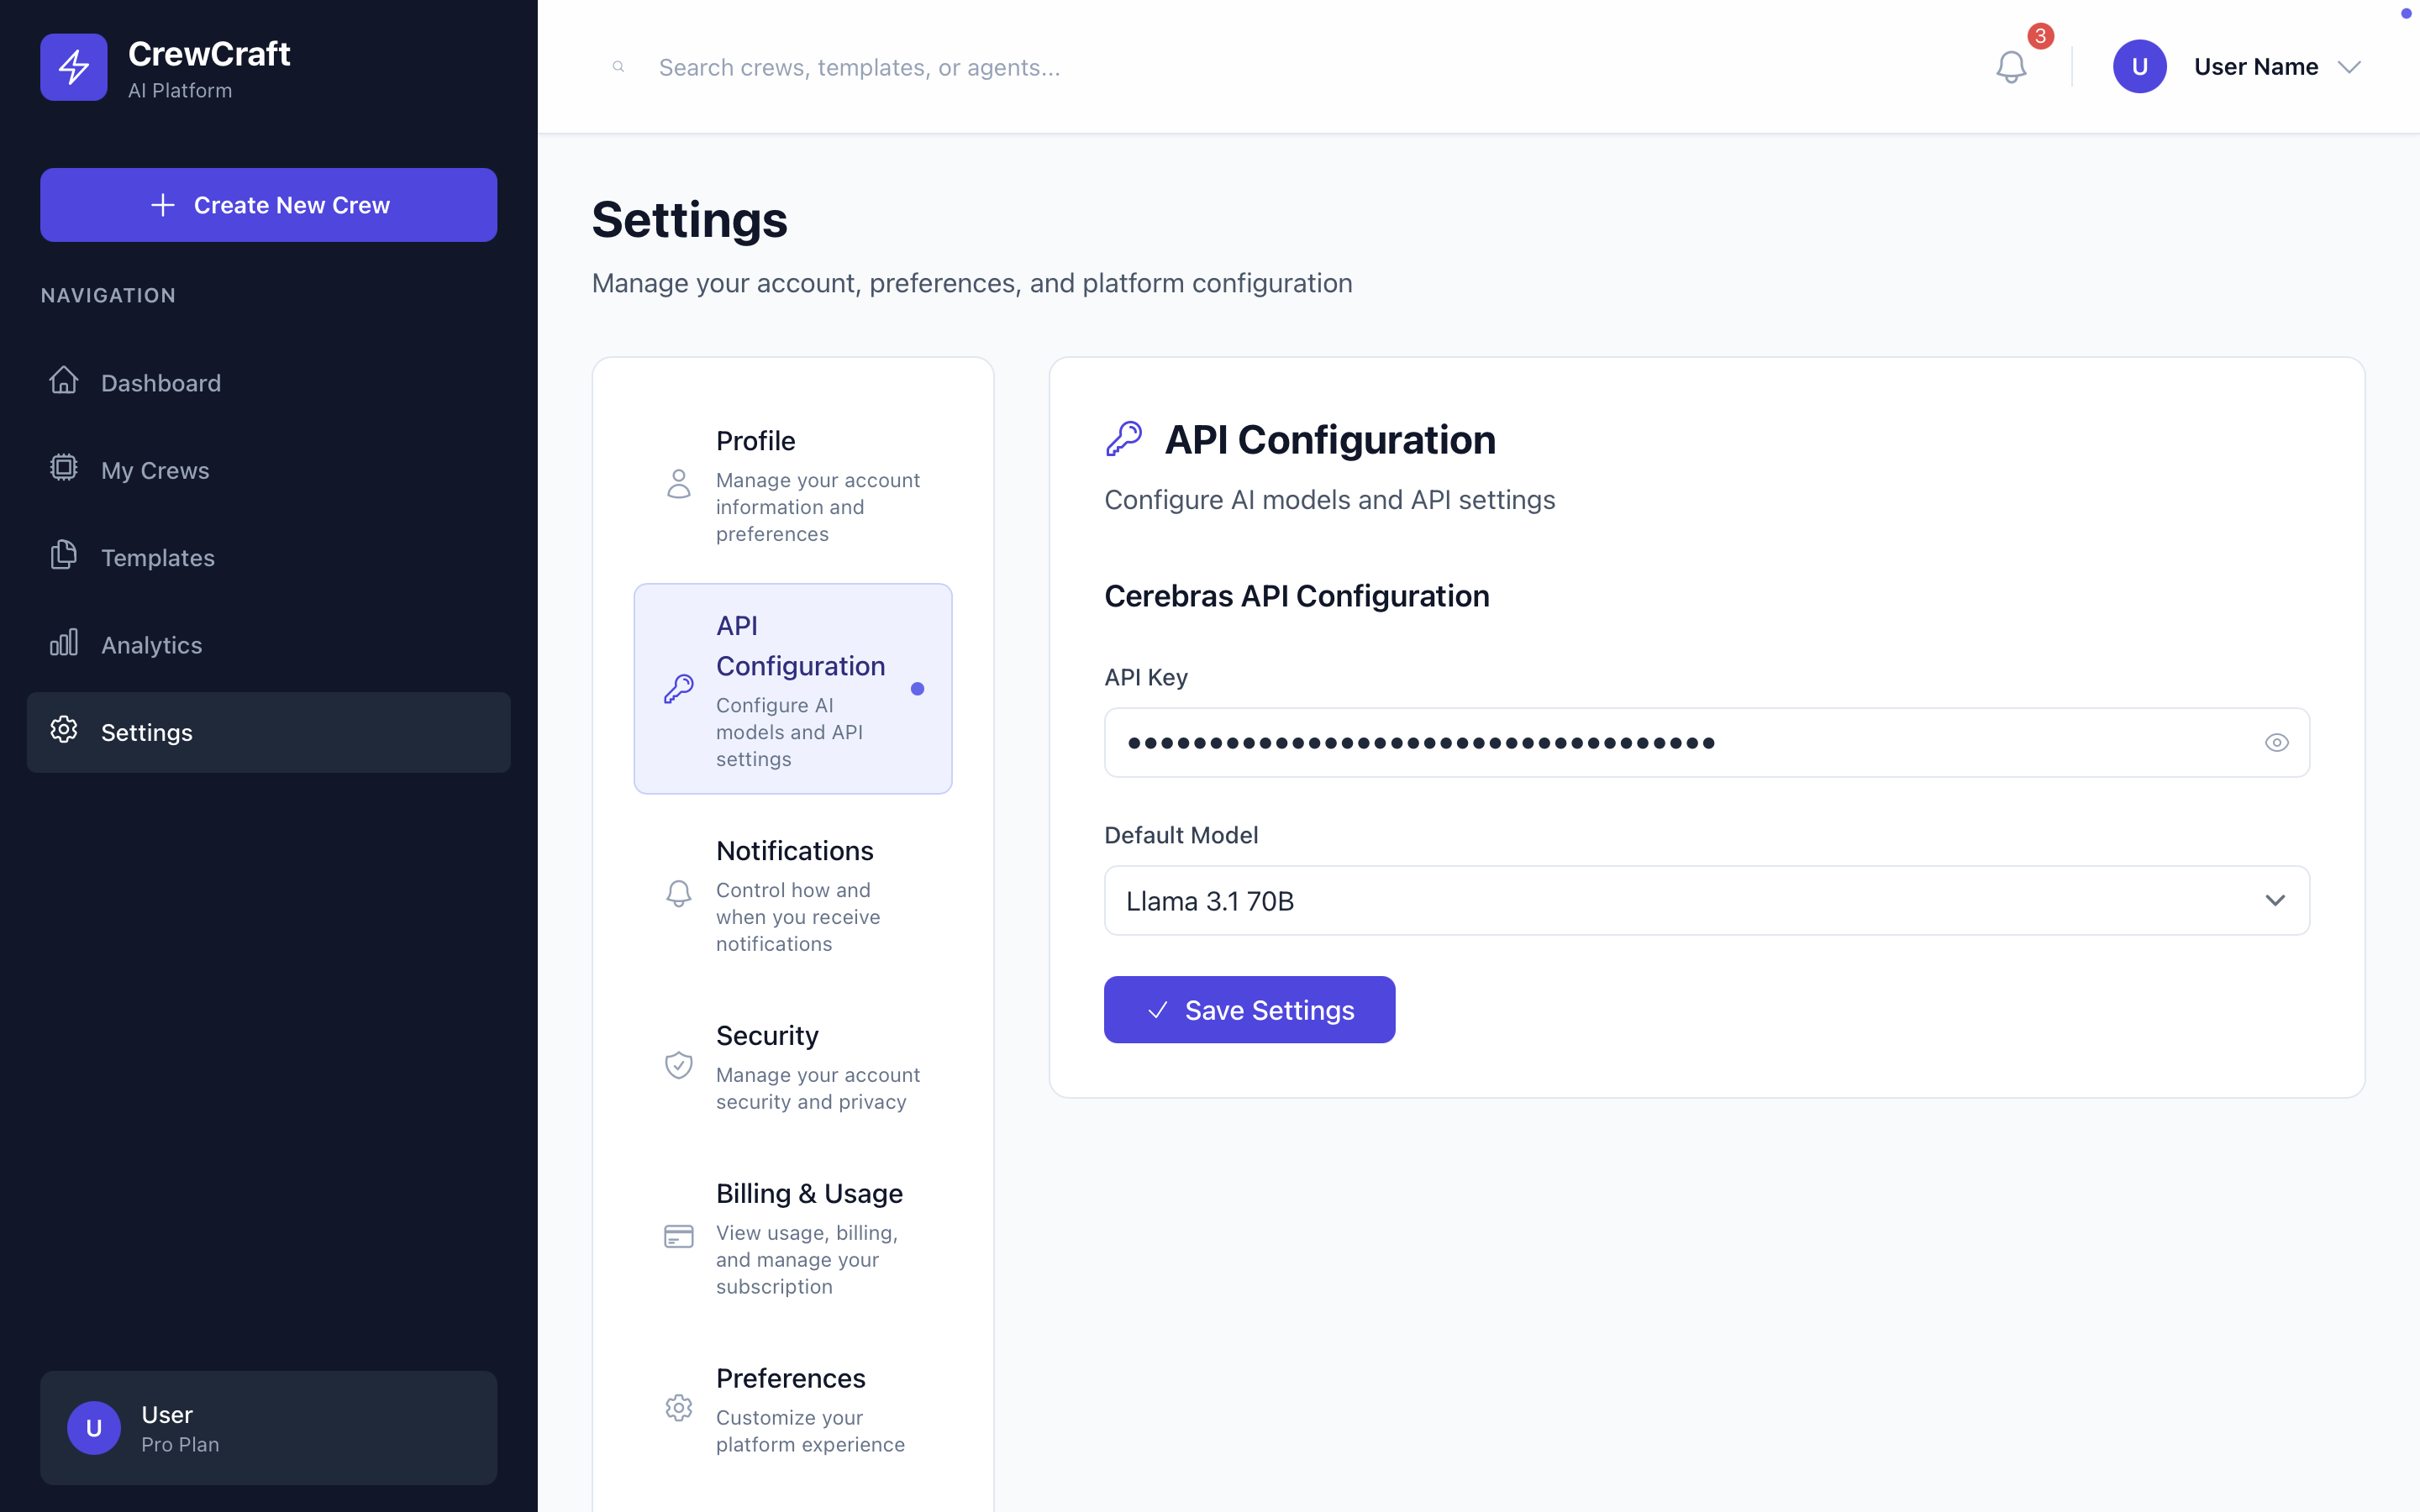 CrewCraft
AI Platform
Create New Crew
NAVIGATION
Dashboard
My Crews
Templates
Analytics
Settings
U
User
Pro Plan
Search crews, templates, or agents...
3
U
User Name
Settings
Manage your account, preferences, and platform configuration
Profile
Manage your account
information and
preferences
API
Configuration
Configure AI
models and API
settings
Notifications
Control how and
when you receive
notifications
Security
Manage your account
security and privacy
Billing & Usage
View usage, billing,
and manage your
subscription
Preferences
Customize your
platform experience
API Configuration
Configure AI models and API settings
Cerebras API Configuration
API Key
••••••••••••••••••••••••••••••••••••
Default Model
Llama 3.1 70B
Save Settings